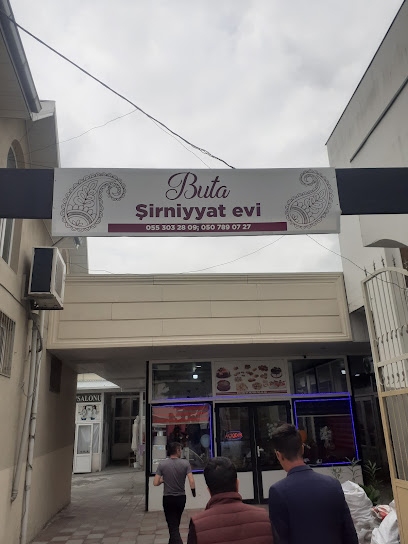 Buta
Şirniyyat evi
055 303 28 09; 050 789 07 27
SALONU